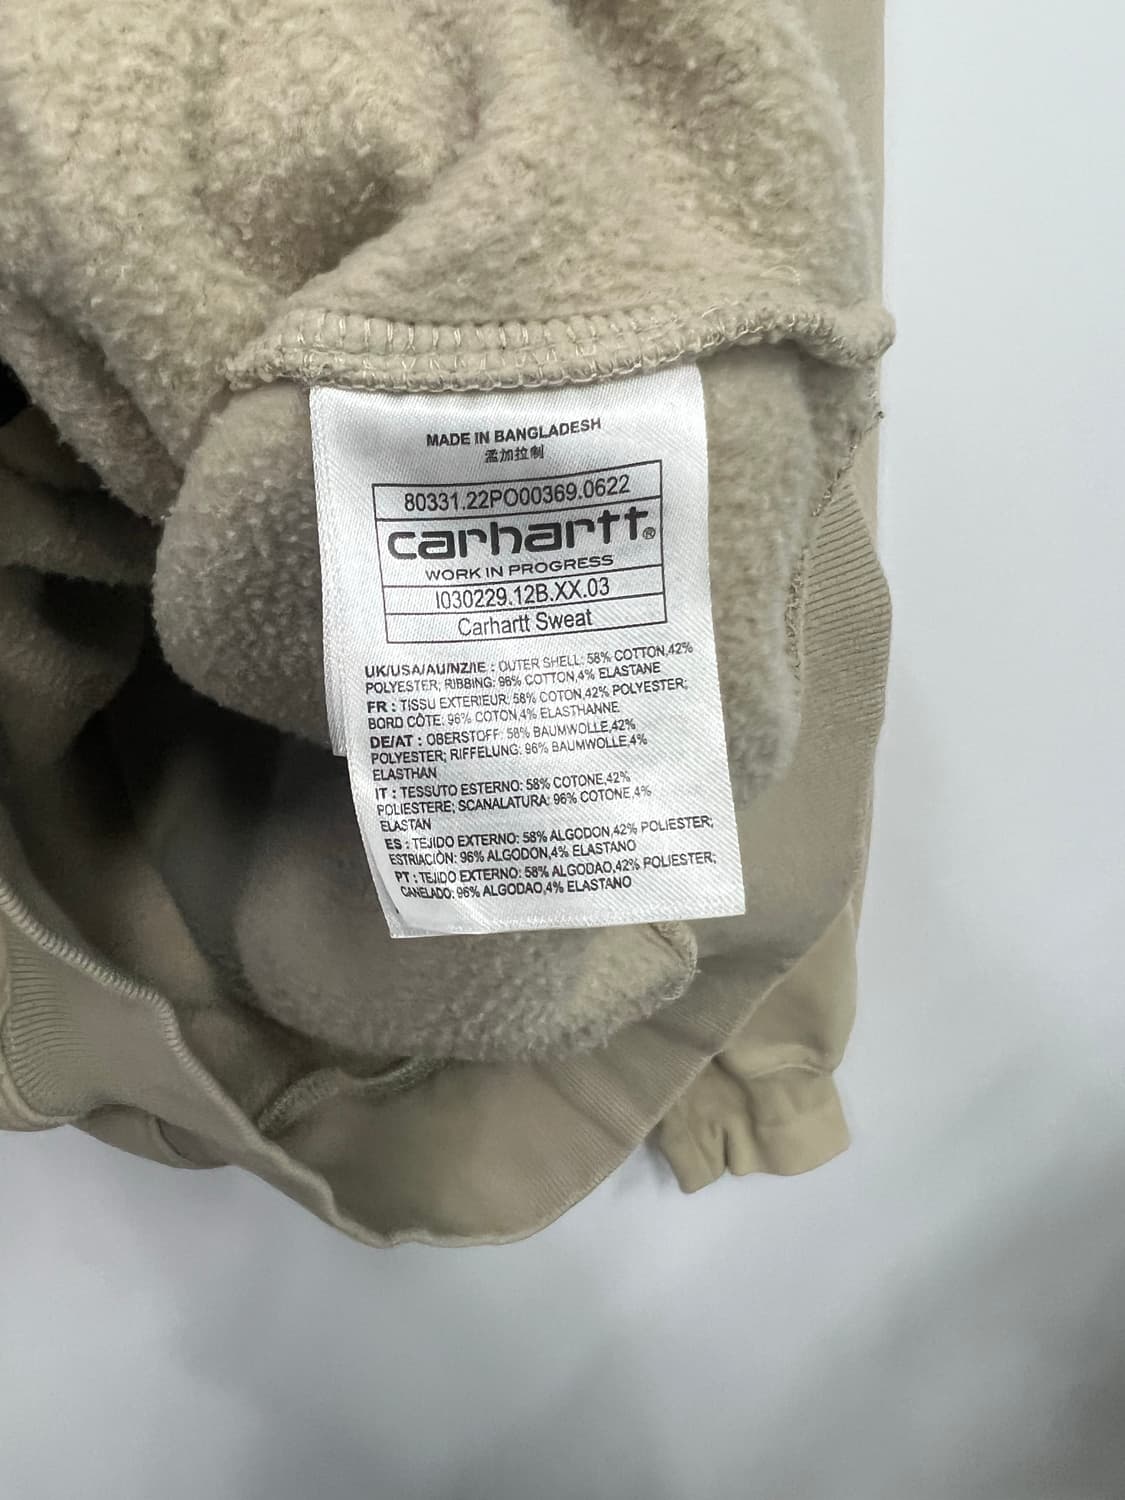 MADE IN BANGLADESH
孟加拉制
80331.22PO00369.0622
carhartt®
WORK IN PROGRESS
I030229.12B.XX.03
Carhartt Sweat
UK/USA/AU/NZ/IE : OUTER SHELL: 58% COTTON,42%
POLYESTER; RIBBING: 96% COTTON,4% ELASTANE
FR : TISSU EXTERIEUR: 58% COTON,42% POLYESTER;
BORD CÔTE: 96% COTON,4% ELASTHANNE
DE/AT : OBERSTOFF: 58% BAUMWOLLE,42%
POLYESTER; RIFFELUNG: 96% BAUMWOLLE,4%
ELASTHAN
IT : TESSUTO ESTERNO: 58% COTONE,42%
POLIESTERE; SCANALATURA: 96% COTONE,4%
ELASTAN
ES : TEJIDO EXTERNO: 58% ALGODON,42% POLIESTER;
ESTRIACIÓN: 96% ALGODON,4% ELASTANO
PT : TEJIDO EXTERNO: 58% ALGODAO,42% POLIESTER;
CANELADO: 96% ALGODAO,4% ELASTANO